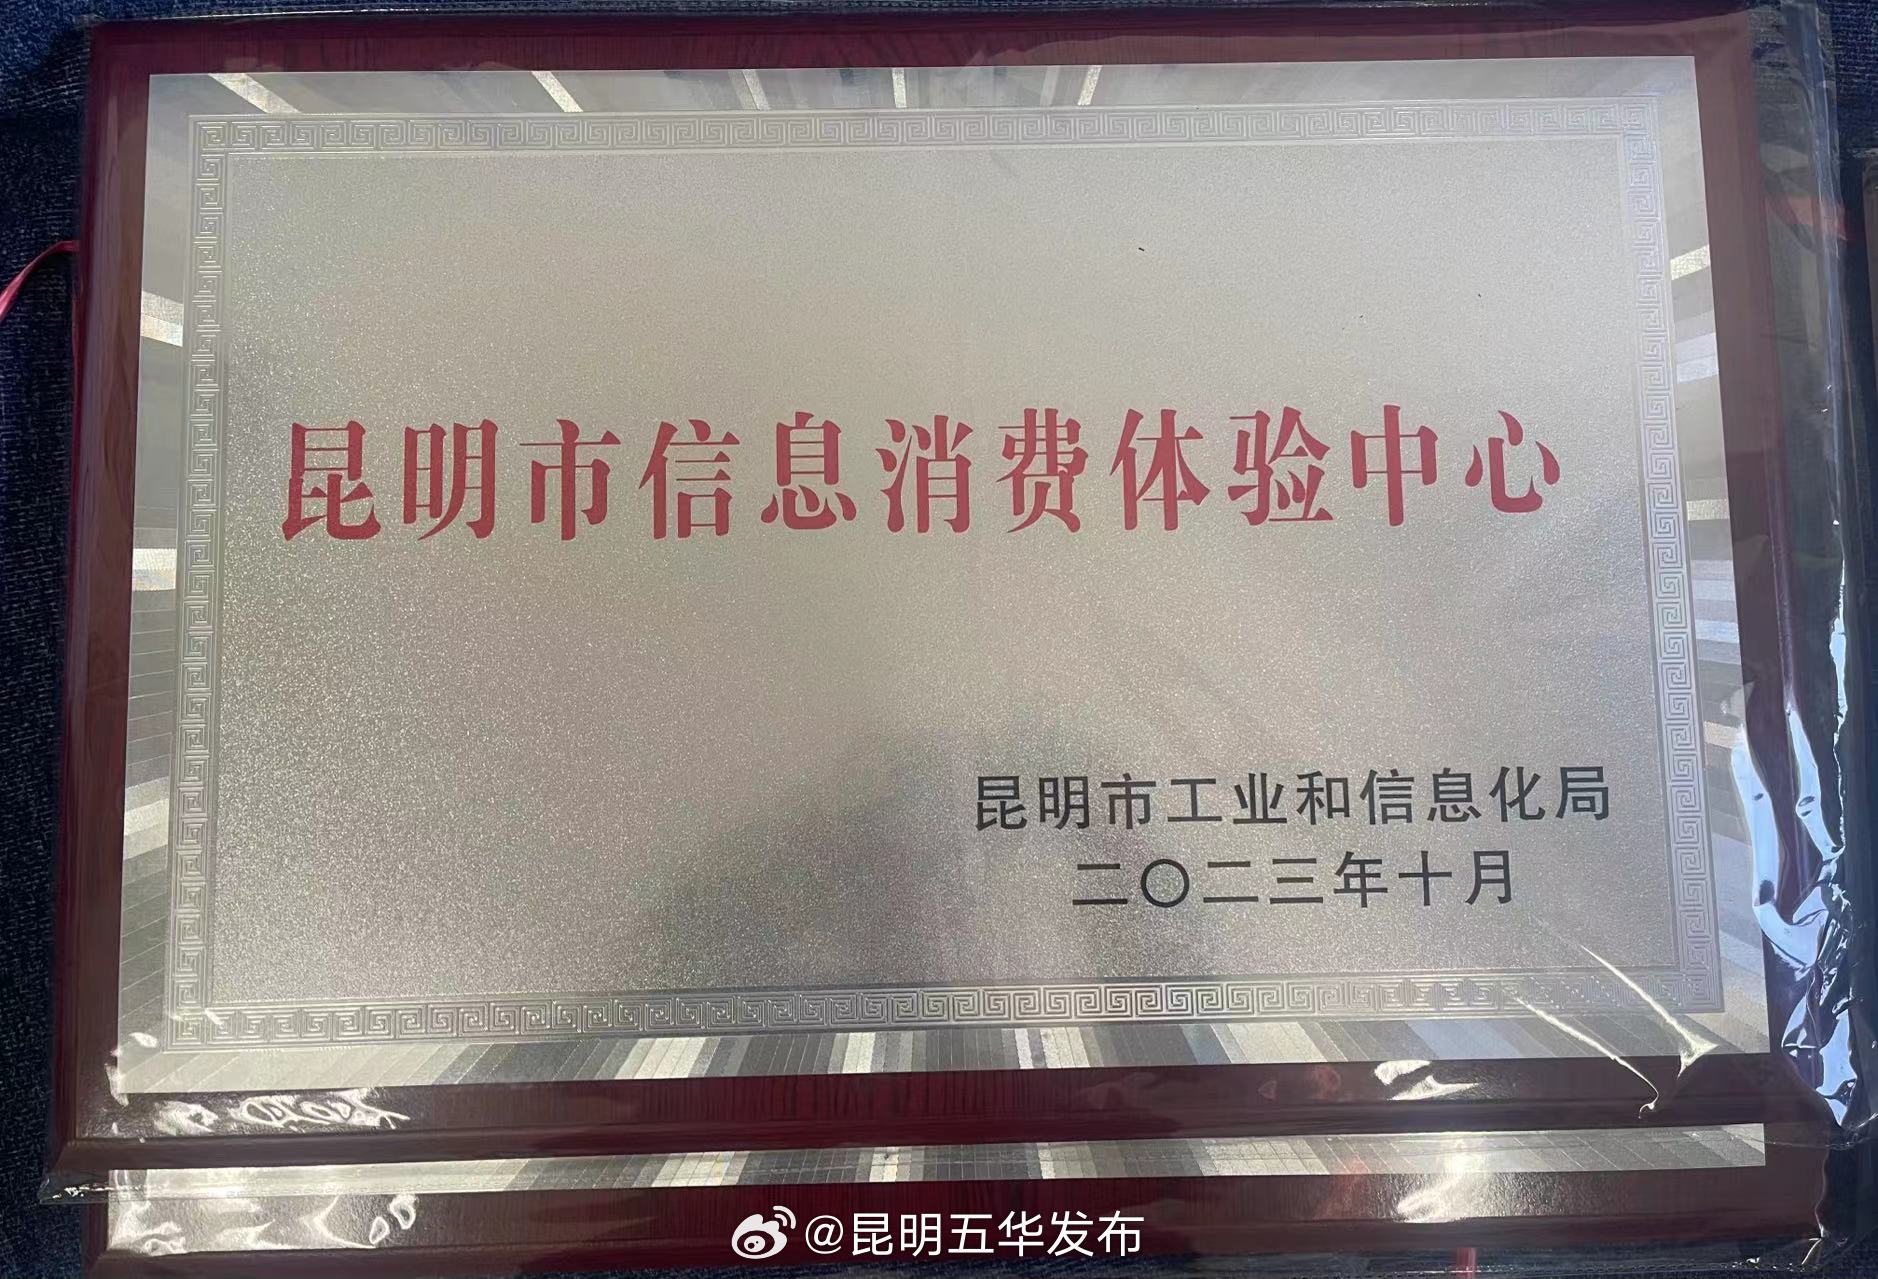 昆明市信息消费体验中心
昆明市工业和信息化局
二〇二三年十月
@昆明五华发布